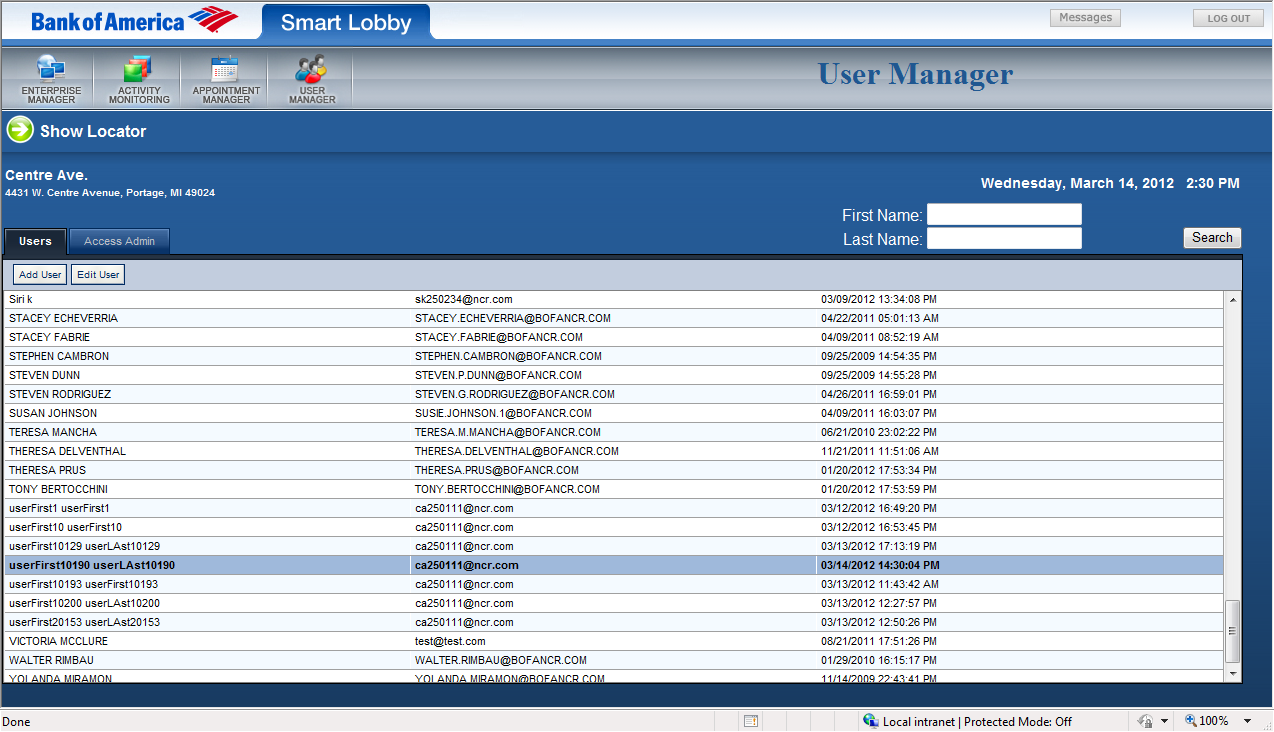 Bank of America Smart Lobby Messages LOG OUT
ENTERPRISE MANAGER ACTIVITY MONITORING APPOINTMENT MANAGER USER MANAGER User Manager
Show Locator
Centre Ave.
4431 W. Centre Avenue, Portage, MI 49024
Wednesday, March 14, 2012 2:30 PM
First Name:
Last Name: Search
Users Access Admin
Add User Edit User
Siri k sk250234@ncr.com 03/09/2012 13:34:08 PM
STACEY ECHEVERRIA STACEY.ECHEVERRIA@BOFANCR.COM 04/22/2011 05:01:13 AM
STACEY FABRIE STACEY.FABRIE@BOFANCR.COM 04/09/2011 08:52:19 AM
STEPHEN CAMBRON STEPHEN.CAMBRON@BOFANCR.COM 09/25/2009 14:54:35 PM
STEVEN DUNN STEVEN.P.DUNN@BOFANCR.COM 09/25/2009 14:55:28 PM
STEVEN RODRIGUEZ STEVEN.G.RODRIGUEZ@BOFANCR.COM 04/26/2011 16:59:01 PM
SUSAN JOHNSON SUSIE.JOHNSON.1@BOFANCR.COM 04/09/2011 16:03:07 PM
TERESA MANCHA TERESA.M.MANCHA@BOFANCR.COM 06/21/2010 23:02:22 PM
THERESA DELVENTHAL THERESA.DELVENTHAL@BOFANCR.COM 11/21/2011 11:51:06 AM
THERESA PRUS THERESA.PRUS@BOFANCR.COM 01/20/2012 17:53:34 PM
TONY BERTOCCHINI TONY.BERTOCCHINI@BOFANCR.COM 01/20/2012 17:53:59 PM
userFirst1 userFirst1 ca250111@ncr.com 03/12/2012 16:49:20 PM
userFirst10 userFirst10 ca250111@ncr.com 03/12/2012 16:53:45 PM
userFirst10129 userLAst10129 ca250111@ncr.com 03/13/2012 17:13:19 PM
userFirst10190 userLAst10190 ca250111@ncr.com 03/14/2012 14:30:04 PM
userFirst10193 userFirst10193 ca250111@ncr.com 03/13/2012 11:43:42 AM
userFirst10200 userLAst10200 ca250111@ncr.com 03/13/2012 12:27:57 PM
userFirst20153 userLAst20153 ca250111@ncr.com 03/13/2012 12:50:26 PM
VICTORIA MCCLURE test@test.com 08/21/2011 17:51:26 PM
WALTER RIMBAU WALTER.RIMBAU@BOFANCR.COM 01/29/2010 16:15:17 PM
YOLANDA MIRAMON YOLANDA.MIRAMON@BOFANCR.COM 11/14/2009 22:43:41 PM
Done Local intranet | Protected Mode: Off 100%